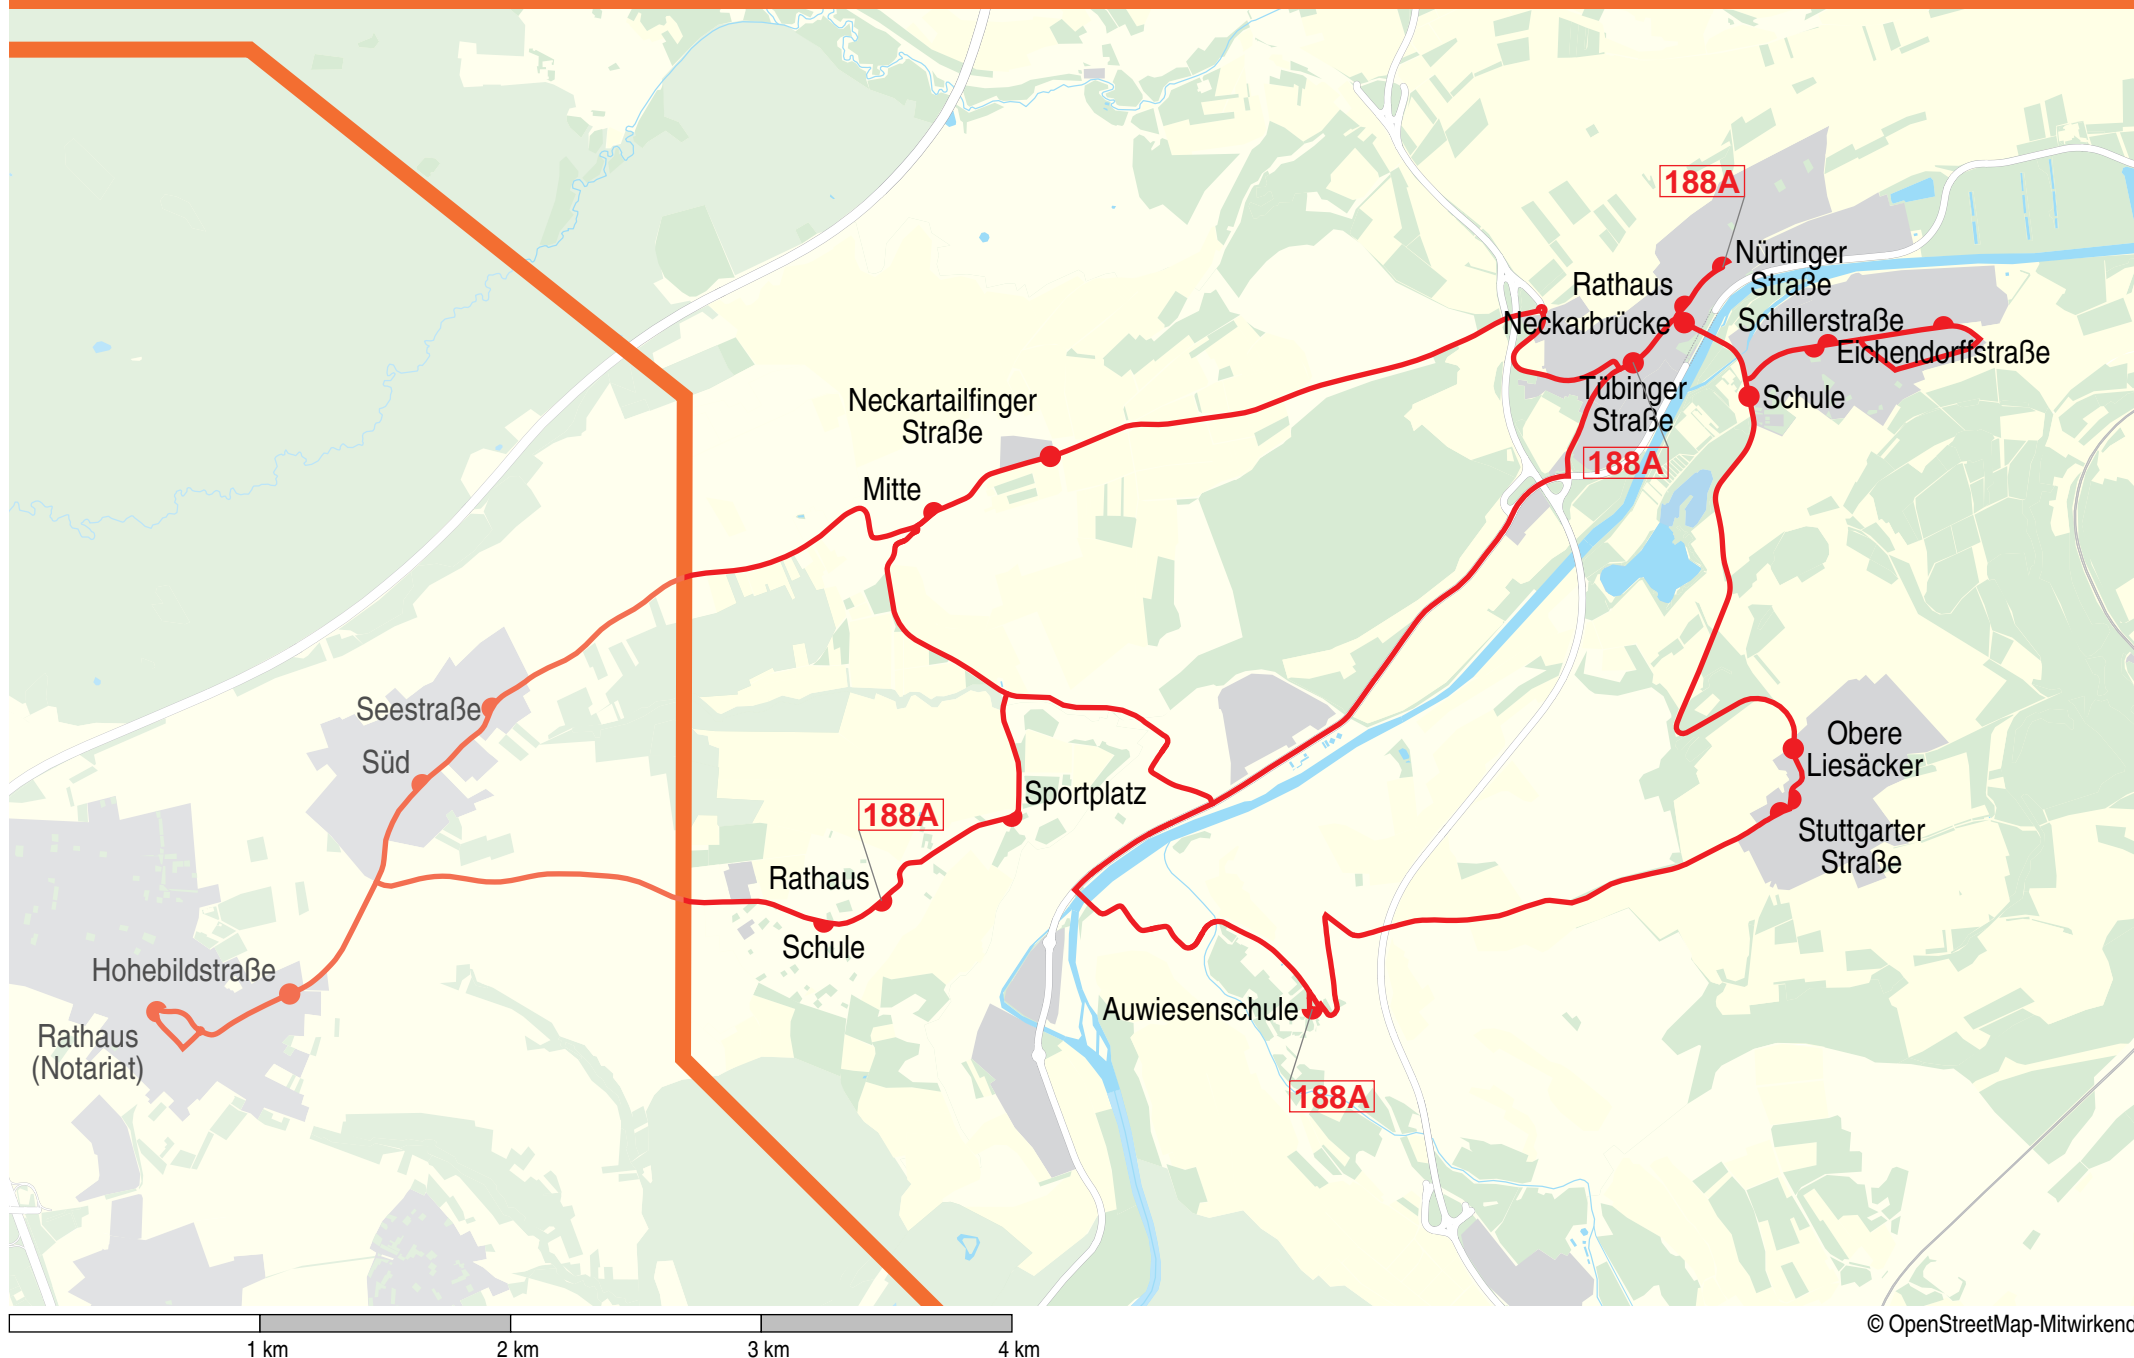 188A
Nürtinger
Straße
Rathaus
Neckarbrücke
Schillerstraße
Eichendorffstraße
Tübinger
Straße
Schule
188A
Neckartailfinger
Straße
Mitte
Seestraße
Süd
Obere
Liesäcker
Sportplatz
188A
Stuttgarter
Straße
Rathaus
Schule
Hohebildstraße
Auwiesenschule
Rathaus
(Notariat)
188A
© OpenStreetMap-Mitwirkend
1 km
2 km
3 km
4 km